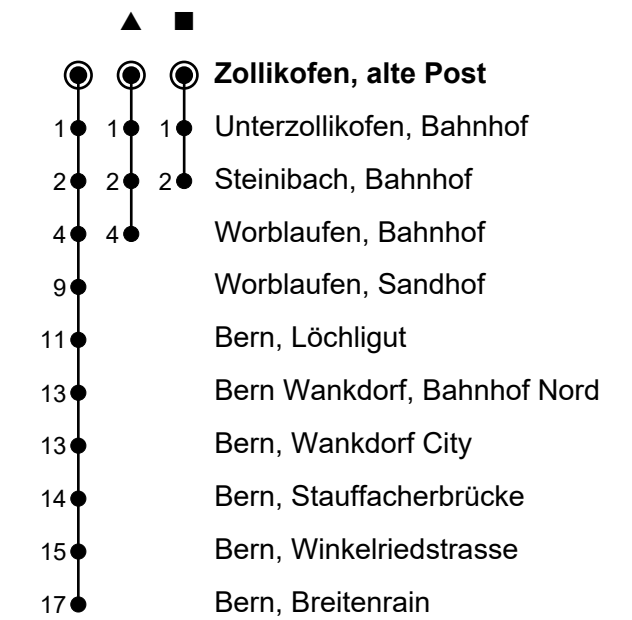 ▲ ■
Zollikofen, alte Post
1 1 1 Unterzollikofen, Bahnhof
2 2 2 Steinibach, Bahnhof
4 4 Worblaufen, Bahnhof
9 Worblaufen, Sandhof
11 Bern, Löchligut
13 Bern Wankdorf, Bahnhof Nord
13 Bern, Wankdorf City
14 Bern, Stauffacherbrücke
15 Bern, Winkelriedstrasse
17 Bern, Breitenrain